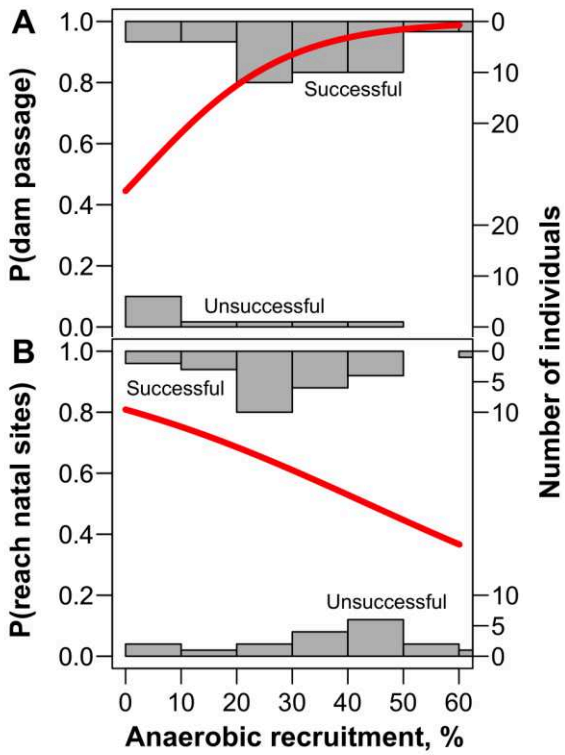 A
P(dam passage)
1.0
0.8
0.6
0.4
0.2
0.0
Successful
Unsuccessful
0
10
20
20
10
0
Number of individuals
B
P(reach natal sites)
1.0
0.8
0.6
0.4
0.2
0.0
Successful
Unsuccessful
0
5
10
10
5
0
0 10 20 30 40 50 60
Anaerobic recruitment, %